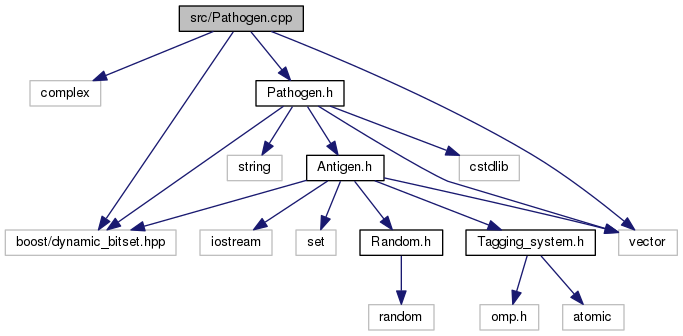 src/Pathogen.cpp
complex
Pathogen.h
string
Antigen.h
cstdlib
boost/dynamic_bitset.hpp
iostream
set
Random.h
Tagging_system.h
vector
random
omp.h
atomic